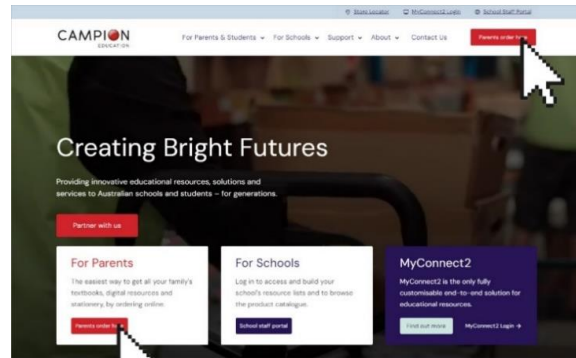 Store Locator MyConnect2 Login School Staff Portal
CAMPION
EDUCATION
For Parents & Students For Schools Support About Contact Us Parents order here
Creating Bright Futures
Providing innovative educational resources, solutions and
services to Australian schools and students – for generations.
Partner with us
For Parents
The easiest way to get all your family's
textbooks, digital resources and
stationery, by ordering online.
Parents order
For Schools
Log in to access and build your
school's resource lists and to browse
the product catalogue.
School staff portal
MyConnect2
MyConnect2 is the only fully
customisable end-to-end solution for
educational resources.
Find out more MyConnect2 Login →